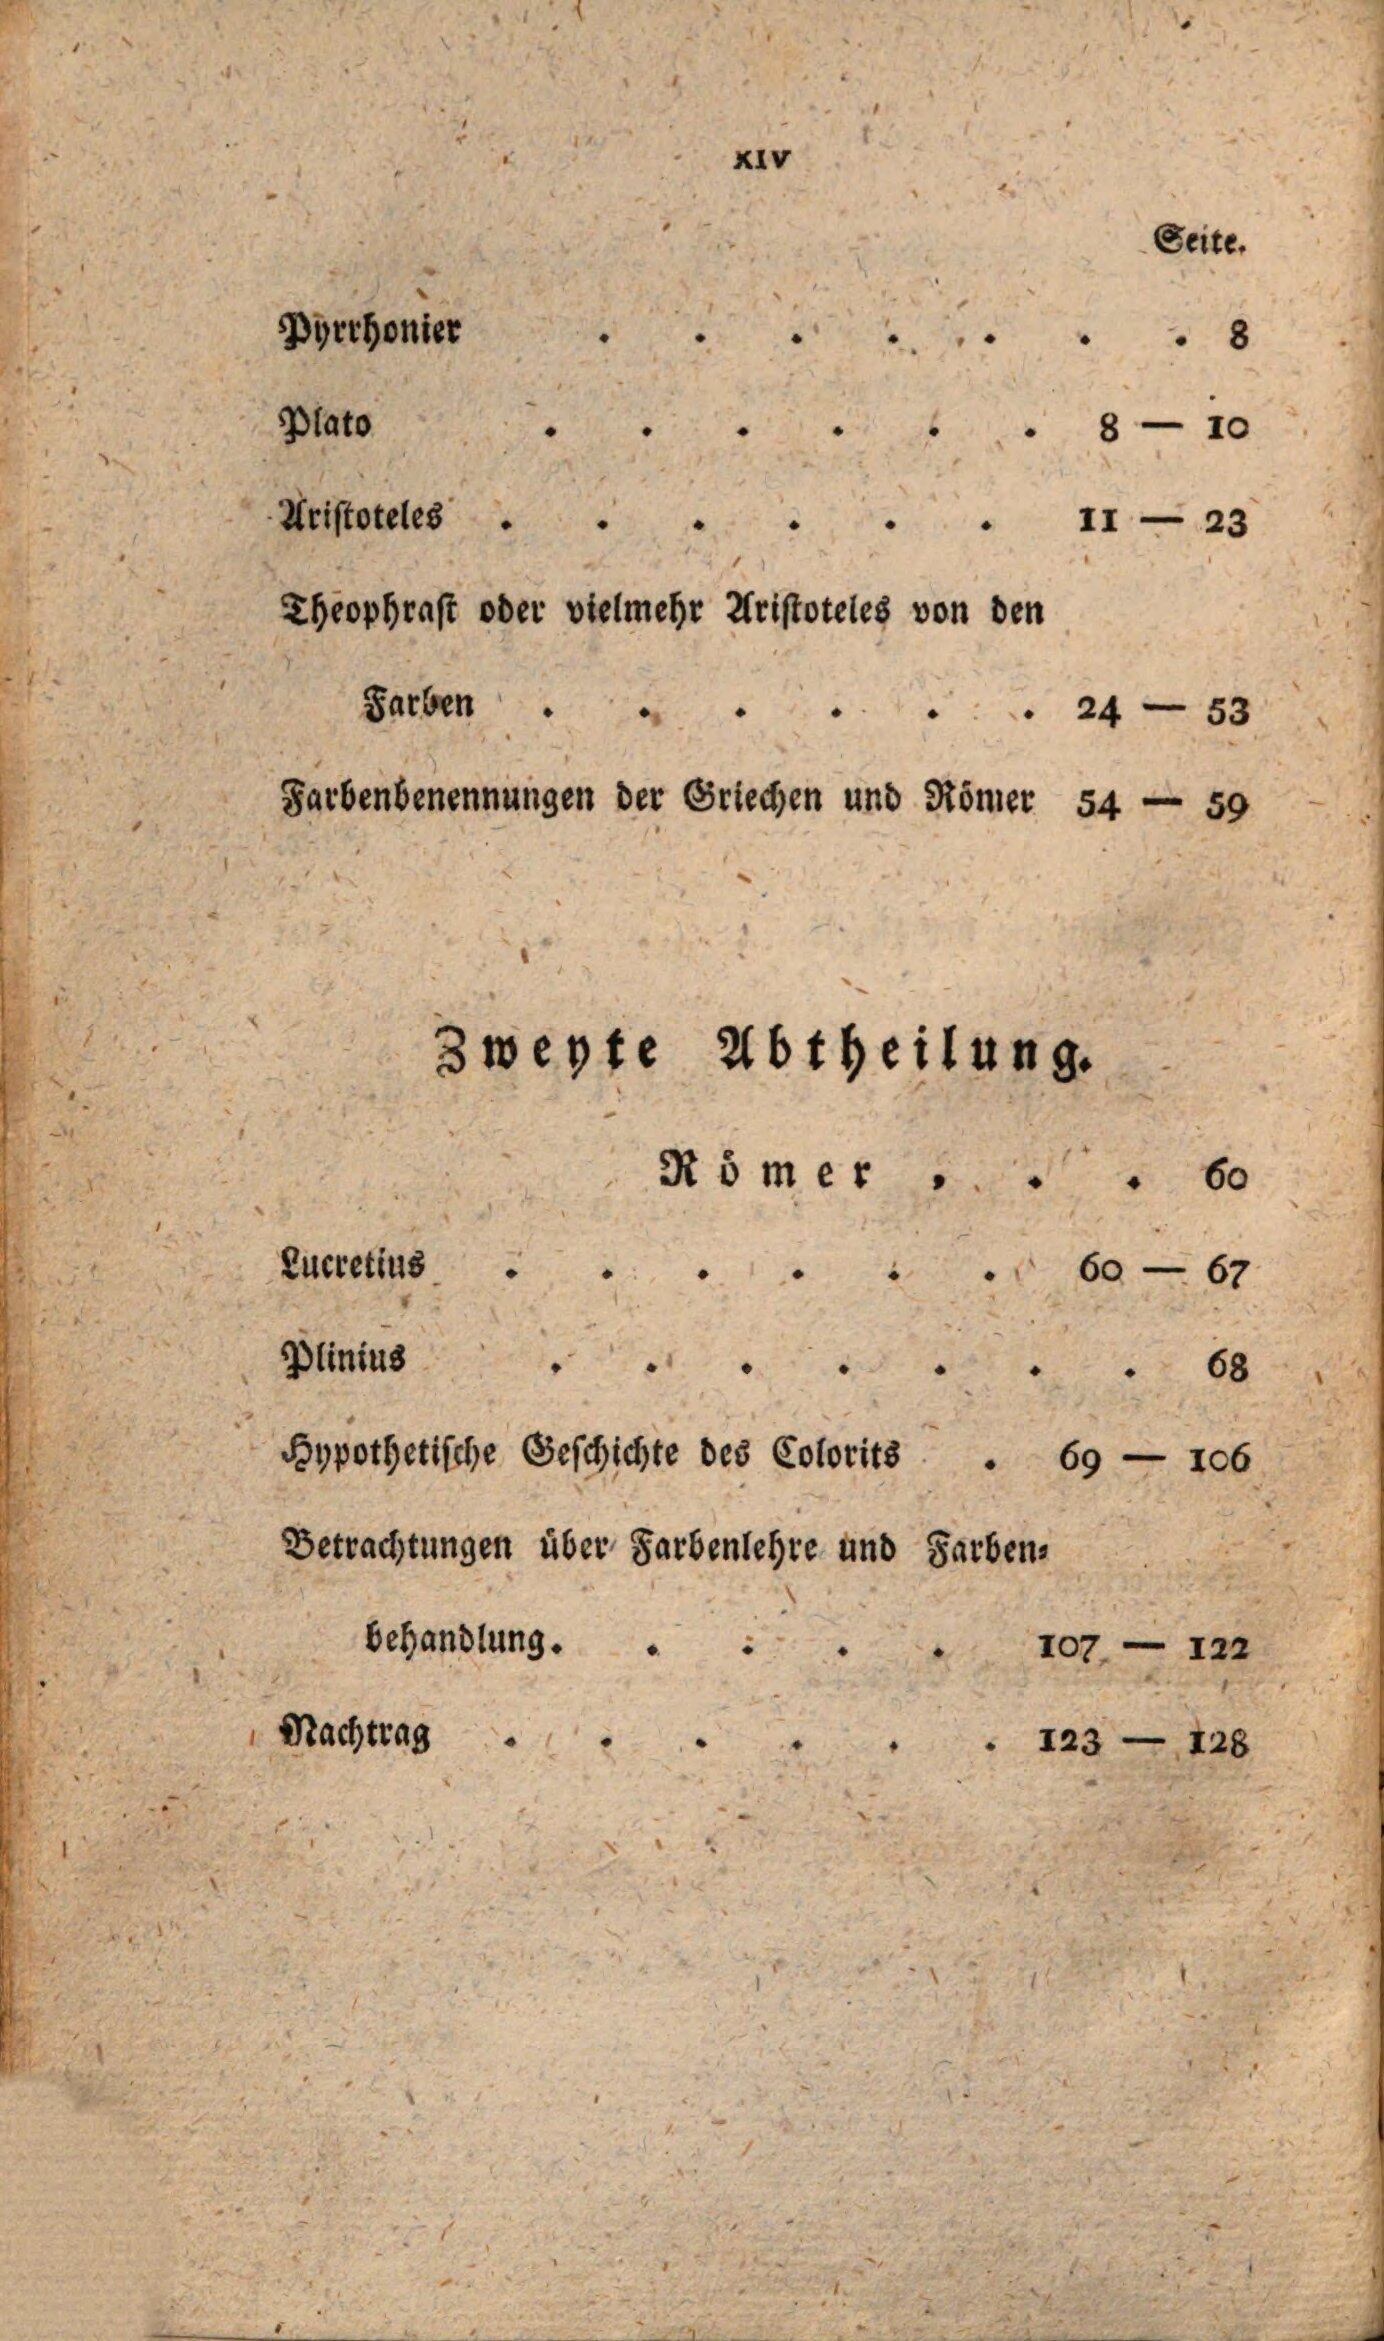 XIV
Seite.
Pyrrhonier . . . . . . . 8
Plato . . . . . . 8 — 10
Aristoteles . . . . . . 11 — 23
Theophrast oder vielmehr Aristoteles von den
Farben . . . . . . 24 — 53
Farbenbenennungen der Griechen und Römer 54 — 59
Zweyte Abtheilung.
Römer . . . 60
Lucretius . . . . . . 60 — 67
Plinius . . . . . . . 68
Hypothetische Geschichte des Colorits . 69 — 106
Betrachtungen über Farbenlehre und Farben⸗
behandlung. . . . . 107 — 122
Nachtrag . . . . . . 123 — 128